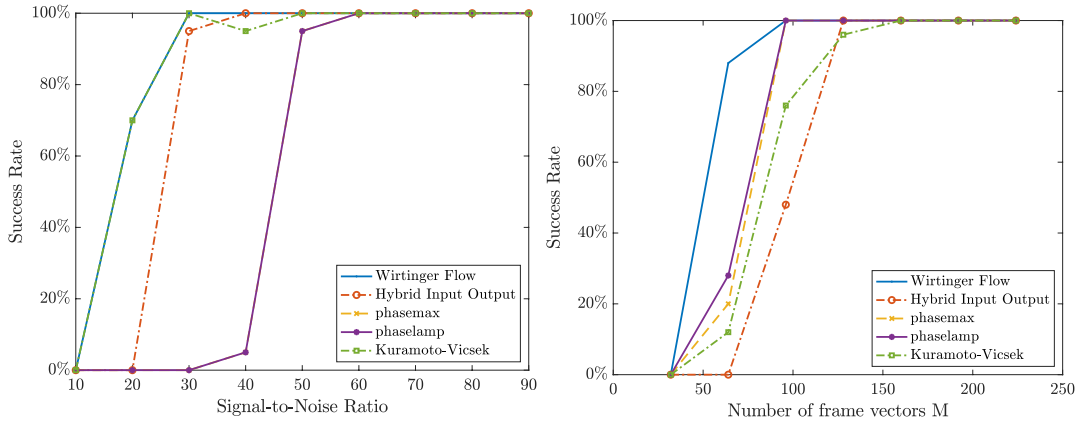 100%
80%
60%
40%
20%
0%
Success Rate
10
20
30
40
50
60
70
80
90
Signal-to-Noise Ratio
Wirtinger Flow
Hybrid Input Output
phasemax
phaselamp
Kuramoto-Vicsek
100%
80%
60%
40%
20%
0%
Success Rate
0
50
100
150
200
250
Number of frame vectors M
Wirtinger Flow
Hybrid Input Output
phasemax
phaselamp
Kuramoto-Vicsek